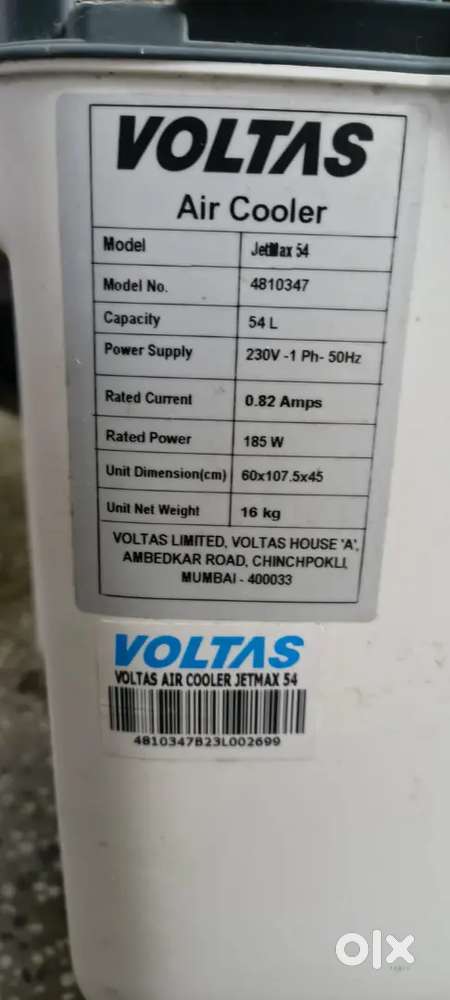 VOLTAS
Air Cooler
Model JetMax 54
Model No. 4810347
Capacity 54 L
Power Supply 230V -1 Ph- 50Hz
Rated Current 0.82 Amps
Rated Power 185 W
Unit Dimension(cm) 60x107.5x45
Unit Net Weight 16 kg
VOLTAS LIMITED, VOLTAS HOUSE 'A',
AMBEDKAR ROAD, CHINCHPOKLI,
MUMBAI - 400033
VOLTAS
VOLTAS AIR COOLER JETMAX 54
4810347B23L002699
olx